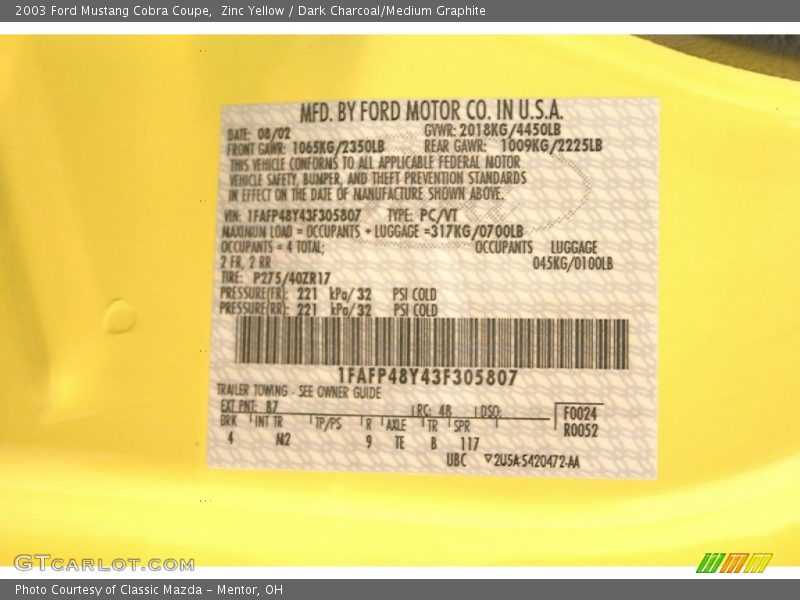 2003 Ford Mustang Cobra Coupe,  Zinc Yellow / Dark Charcoal/Medium Graphite
MFD. BY FORD MOTOR CO. IN U.S.A.
DATE: 08/02 GVWR: 2018KG/4450LB
FRONT GAWR: 1065KG/2350LB REAR GAWR: 1009KG/2225LB
THIS VEHICLE CONFORMS TO ALL APPLICABLE FEDERAL MOTOR
VEHICLE SAFETY, BUMPER, AND THEFT PREVENTION STANDARDS
IN EFFECT ON THE DATE OF MANUFACTURE SHOWN ABOVE.
VIN: 1FAFP48Y43F305807 TYPE: PC/VT
MAXIMUM LOAD = OCCUPANTS + LUGGAGE =317KG/0700LB
OCCUPANTS = 4 TOTAL; OCCUPANTS LUGGAGE
2 FR, 2 RR 045KG/0100LB
TIRE: P275/40ZR17
PRESSURE(FR): 221 kPa/ 32 PSI COLD
PRESSURE(RR): 221 kPa/ 32 PSI COLD
1FAFP48Y43F305807
TRAILER TOWING - SEE OWNER GUIDE
EXT PNT: B7 RC: 48 DSO: F0024
BRK INT TR TP/PS R AXLE TR SPR R0052
4 M2 9 TE B 117
UBC ▽2U5A-5420472-AA
GTCARLOT.COM
Photo Courtesy of Classic Mazda - Mentor, OH